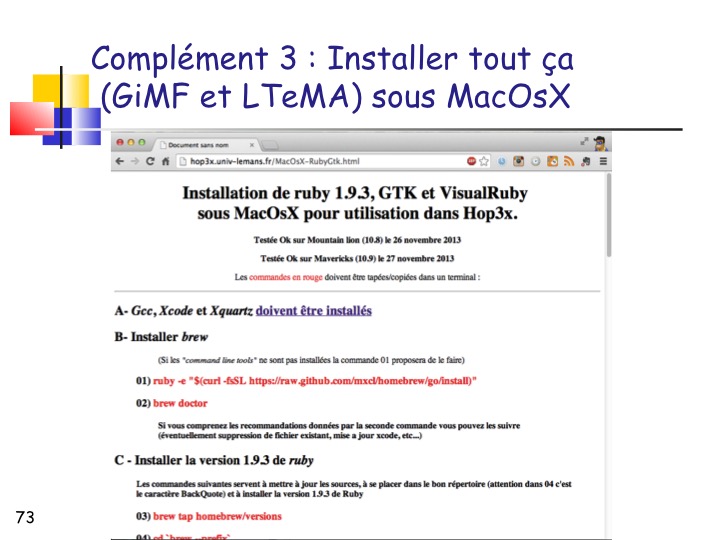 Complément 3 : Installer tout ça
(GiMF et LTeMA) sous MacOsX
Document sans nom
hop3x.univ-lemans.fr/MacOsX-RubyGtk.html
Installation de ruby 1.9.3, GTK et VisualRuby
sous MacOsX pour utilisation dans Hop3x.
Testée Ok sur Mountain lion (10.8) le 26 novembre 2013
Testée Ok sur Mavericks (10.9) le 27 novembre 2013
Les commandes en rouge doivent être tapées/copiées dans un terminal :
A- Gcc, Xcode et Xquartz doivent être installés
B- Installer brew
(Si les "command line tools" ne sont pas installées la commande 01 proposera de le faire)
01) ruby -e "$(curl -fsSL https://raw.github.com/mxcl/homebrew/go/install)"
02) brew doctor
Si vous comprenez les recommandations données par la seconde commande vous pouvez les suivre
(éventuellement suppression de fichier existant, mise a jour xcode, etc...)
C - Installer la version 1.9.3 de ruby
Les commandes suivantes servent à mettre à jour les sources, à se placer dans le bon répertoire (attention dans 04 c'est
le caractère BackQuote) et à installer la version 1.9.3 de Ruby
03) brew tap homebrew/versions
04) cd `brew --prefix`
73